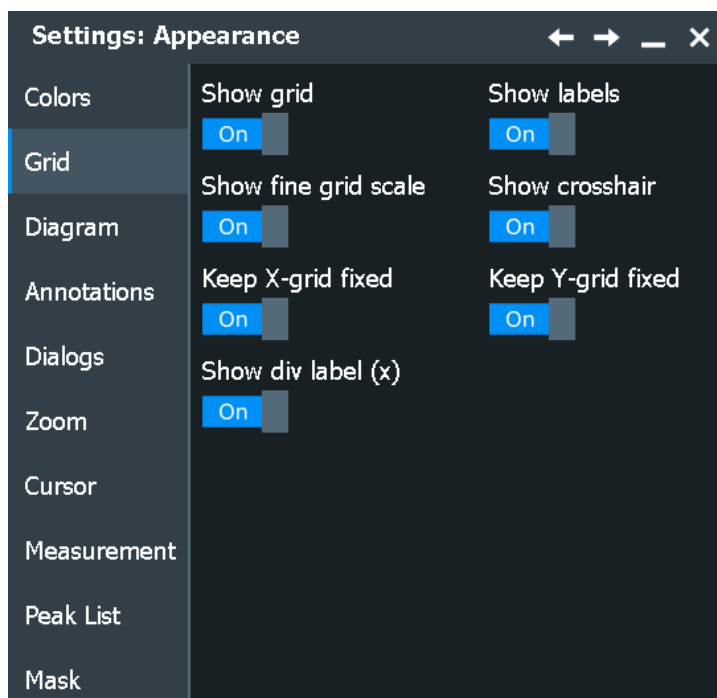 Settings: Appearance
Colors
Grid
Diagram
Annotations
Dialogs
Zoom
Cursor
Measurement
Peak List
Mask
Show grid
On
Show labels
On
Show fine grid scale
On
Show crosshair
On
Keep X-grid fixed
On
Keep Y-grid fixed
On
Show div label (x)
On